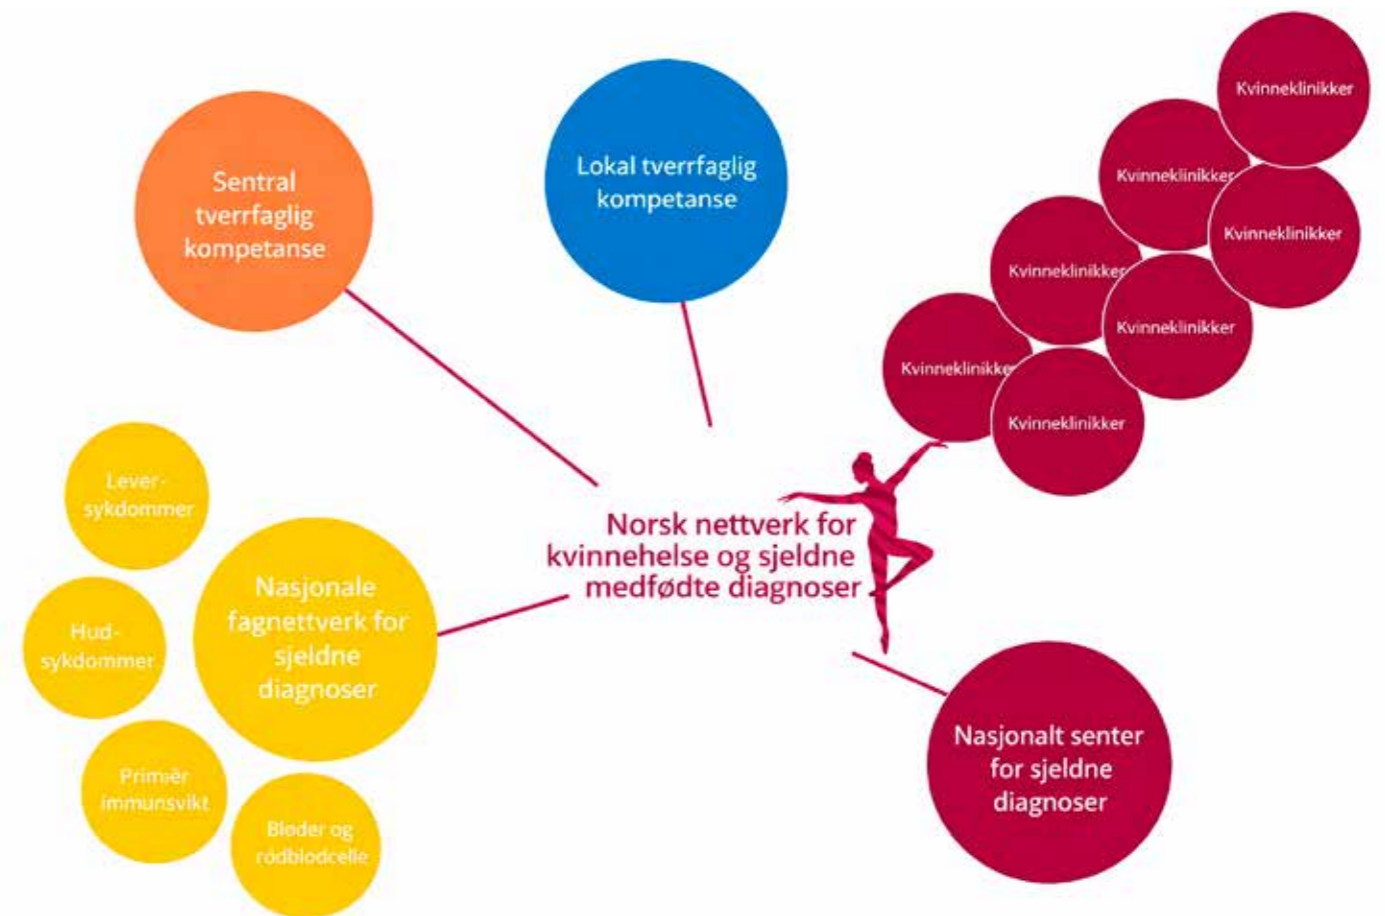 Kvinneklinikker
Sentral
tverrfaglig
kompetanse
Lokal tverrfaglig
kompetanse
Kvinneklinikker
Kvinneklinikker
Kvinneklinikker
Kvinneklinikker
Kvinneklinikker
Kvinneklinikker
Norsk nettverk for
kvinnehelse og sjeldne
medfødte diagnoser
Lever-
sykdommer
Nasjonale
fagnettverk for
sjeldne
diagnoser
Hud-
sykdommer
Primær
immunsvikt
Bløder og
rødblodcelle
Nasjonalt senter
for sjeldne
diagnoser